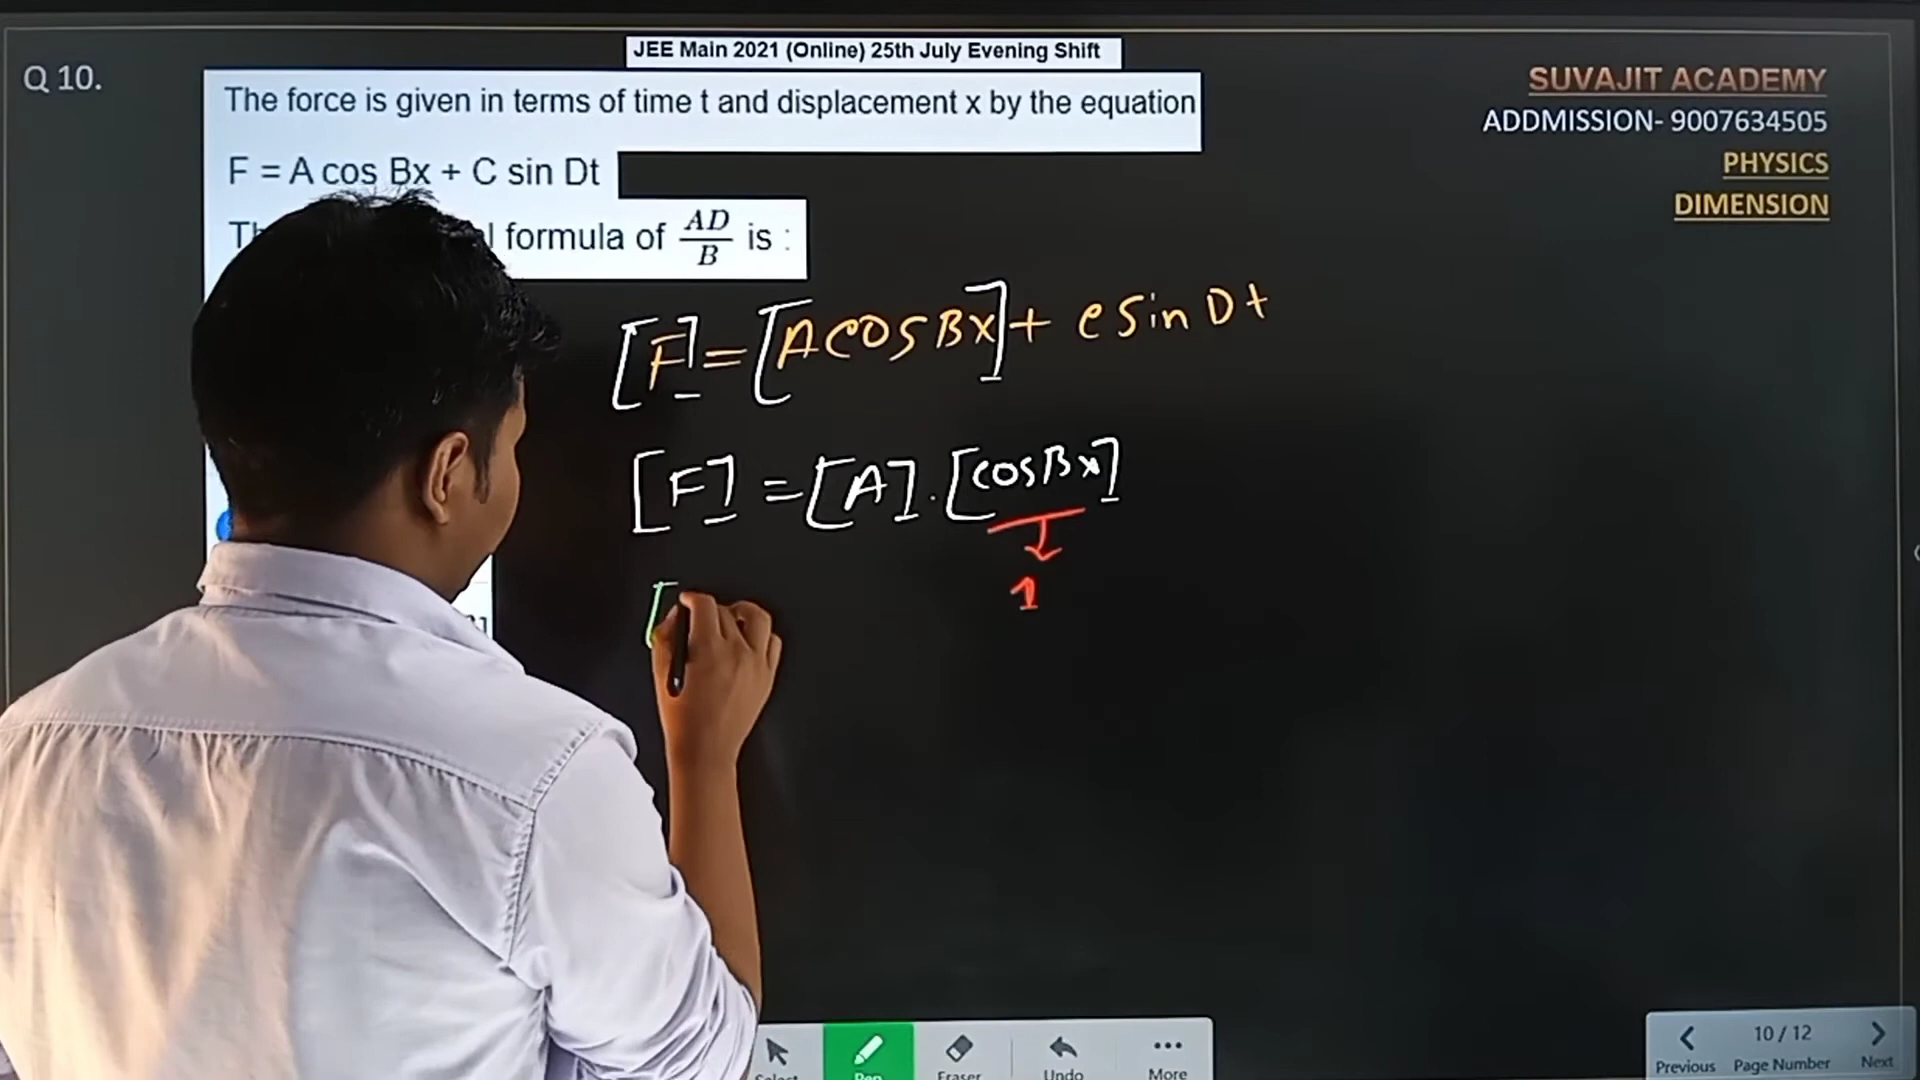 JEE Main 2021 (Online) 25th July Evening Shift
Q 10.
SUVAJIT ACADEMY
ADDMISSION- 9007634505
PHYSICS
DIMENSION
The force is given in terms of time t and displacement x by the equation
F = A cos Bx + C sin Dt
formula of AD/B is :
[F] = [A cos Bx] + c sin Dt
[F] = [A] . [cos Bx]
1
[
Pen
Eraser
Undo
More
10 / 12
Previous Page Number Next